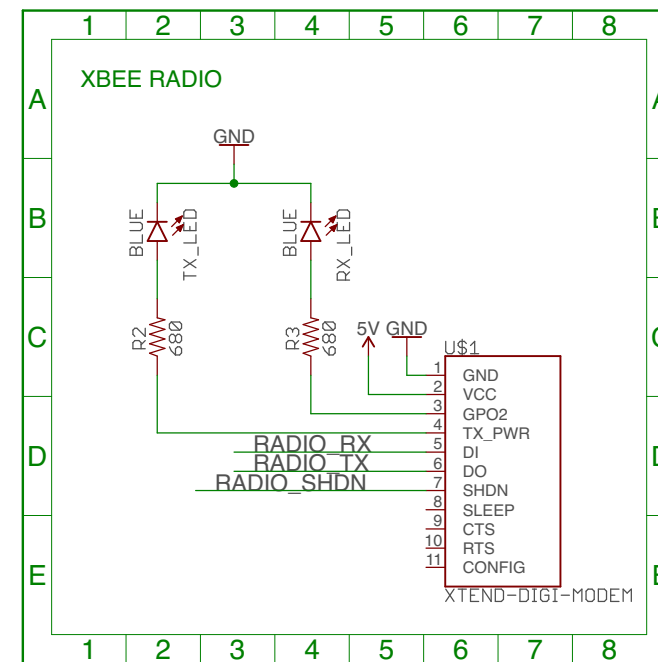 1 2 3 4 5 6 7 8
XBEE RADIO
A
A
GND
B
B
BLUE
TX_LED
BLUE
RX_LED
C
C
R2
680
R3
680
5V GND
U$1
1 GND
2 VCC
3 GPO2
4 TX_PWR
D
D
RADIO_RX 5 DI
RADIO_TX 6 DO
RADIO_SHDN 7 SHDN
8 SLEEP
9 CTS
10 RTS
11 CONFIG
E
E
XTEND-DIGI-MODEM
1 2 3 4 5 6 7 8